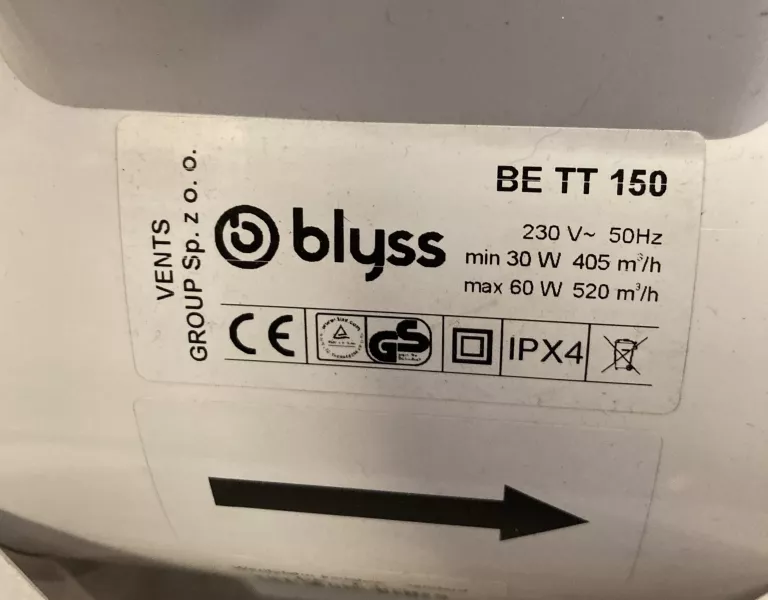 BE TT 150
VENTS
GROUP Sp. z o. o.
blyss
230 V~ 50Hz
min 30 W 405 m³/h
max 60 W 520 m³/h
CE
GS
IPX4